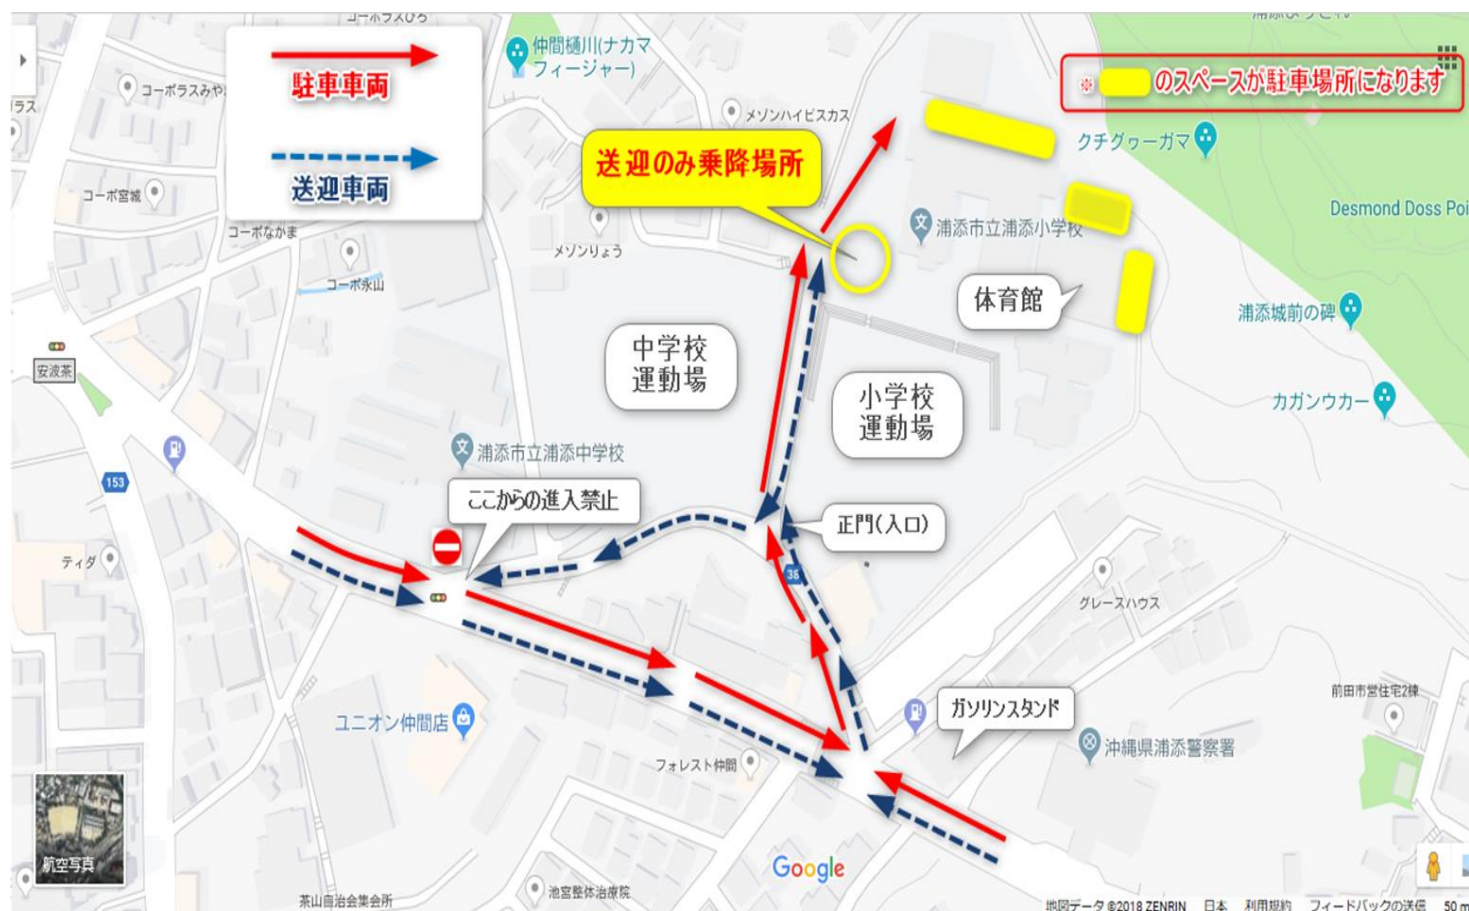 コーポラスひろ
駐車車両
送迎車両
仲間樋川(ナカマ
フィージャー)
※ のスペースが駐車場所になります
コーポラスみや
ラス
メゾンハイビスカス
送迎のみ乗降場所
クチグヮーガマ
コーポ宮城
Desmond Doss Poi
コーポながま
メゾンりょう
浦添市立浦添小学校
コーポ永山
体育館
浦添城前の碑
中学校
運動場
安波茶
小学校
運動場
カガンウカー
浦添市立浦添中学校
153
ここからの進入禁止
正門(入口)
ティダ
38
グレースハウス
前田市営住宅2棟
ユニオン仲間店
ガソリンスタンド
沖縄県浦添警察署
フォレスト仲間
航空写真
Google
池宮整体治療院
茶山自治会集会所
地図データ ©2018 ZENRIN 日本 利用規約 フィードバックの送信 50 m